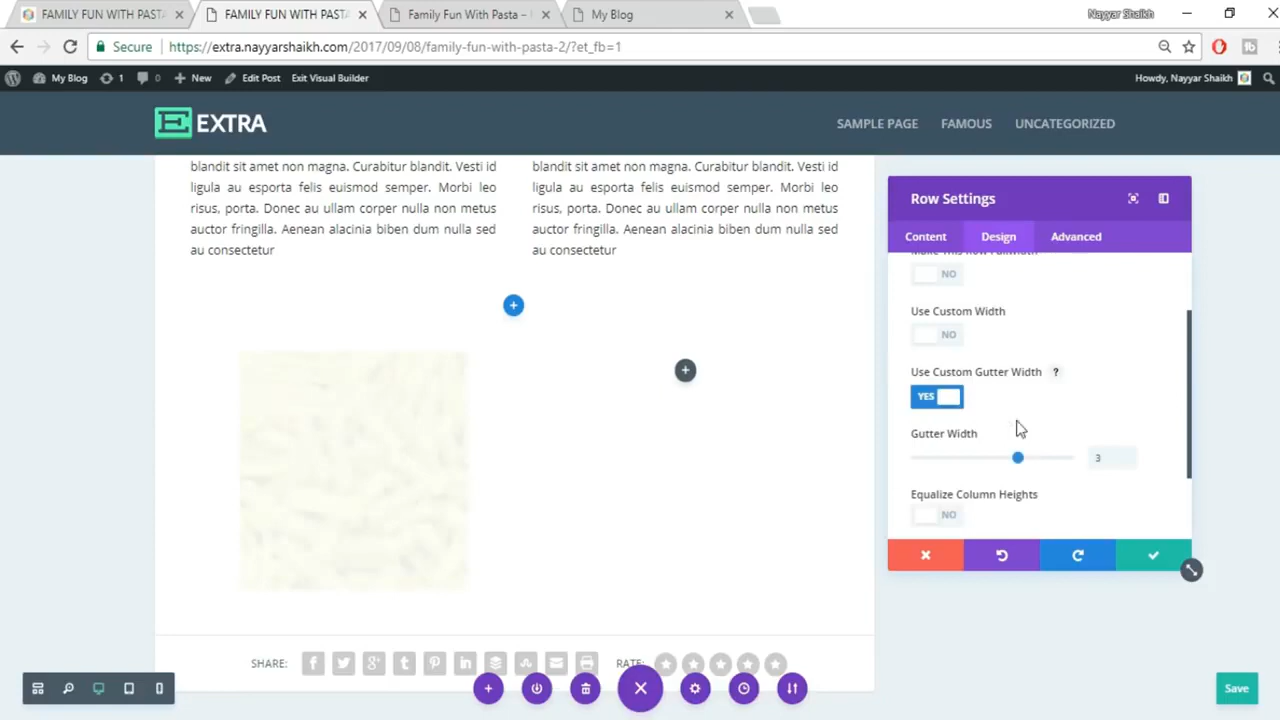 FAMILY FUN WITH PASTA
FAMILY FUN WITH PASTA
Family Fun With Pasta –
My Blog
Nayyar Shaikh
Secure
https://extra.nayyarshaikh.com/2017/09/08/family-fun-with-pasta-2/?et_fb=1
My Blog
1
0
New
Edit Post
Exit Visual Builder
Howdy, Nayyar Shaikh
EXTRA
SAMPLE PAGE
FAMOUS
UNCATEGORIZED
blandit sit amet non magna. Curabitur blandit. Vesti id
ligula au esporta felis euismod semper. Morbi leo
risus, porta. Donec au ullam corper nulla non metus
auctor fringilla. Aenean alacinia biben dum nulla sed
au consectetur
blandit sit amet non magna. Curabitur blandit. Vesti id
ligula au esporta felis euismod semper. Morbi leo
risus, porta. Donec au ullam corper nulla non metus
auctor fringilla. Aenean alacinia biben dum nulla sed
au consectetur
Row Settings
Content
Design
Advanced
Make This Row Fullwidth
NO
Use Custom Width
NO
Use Custom Gutter Width ?
YES
Gutter Width
3
Equalize Column Heights
NO
SHARE:
RATE:
Save